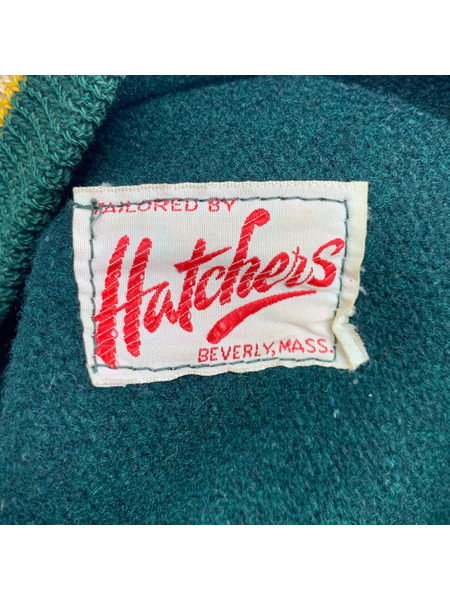 TAILORED BY
Hatchers
BEVERLY, MASS.